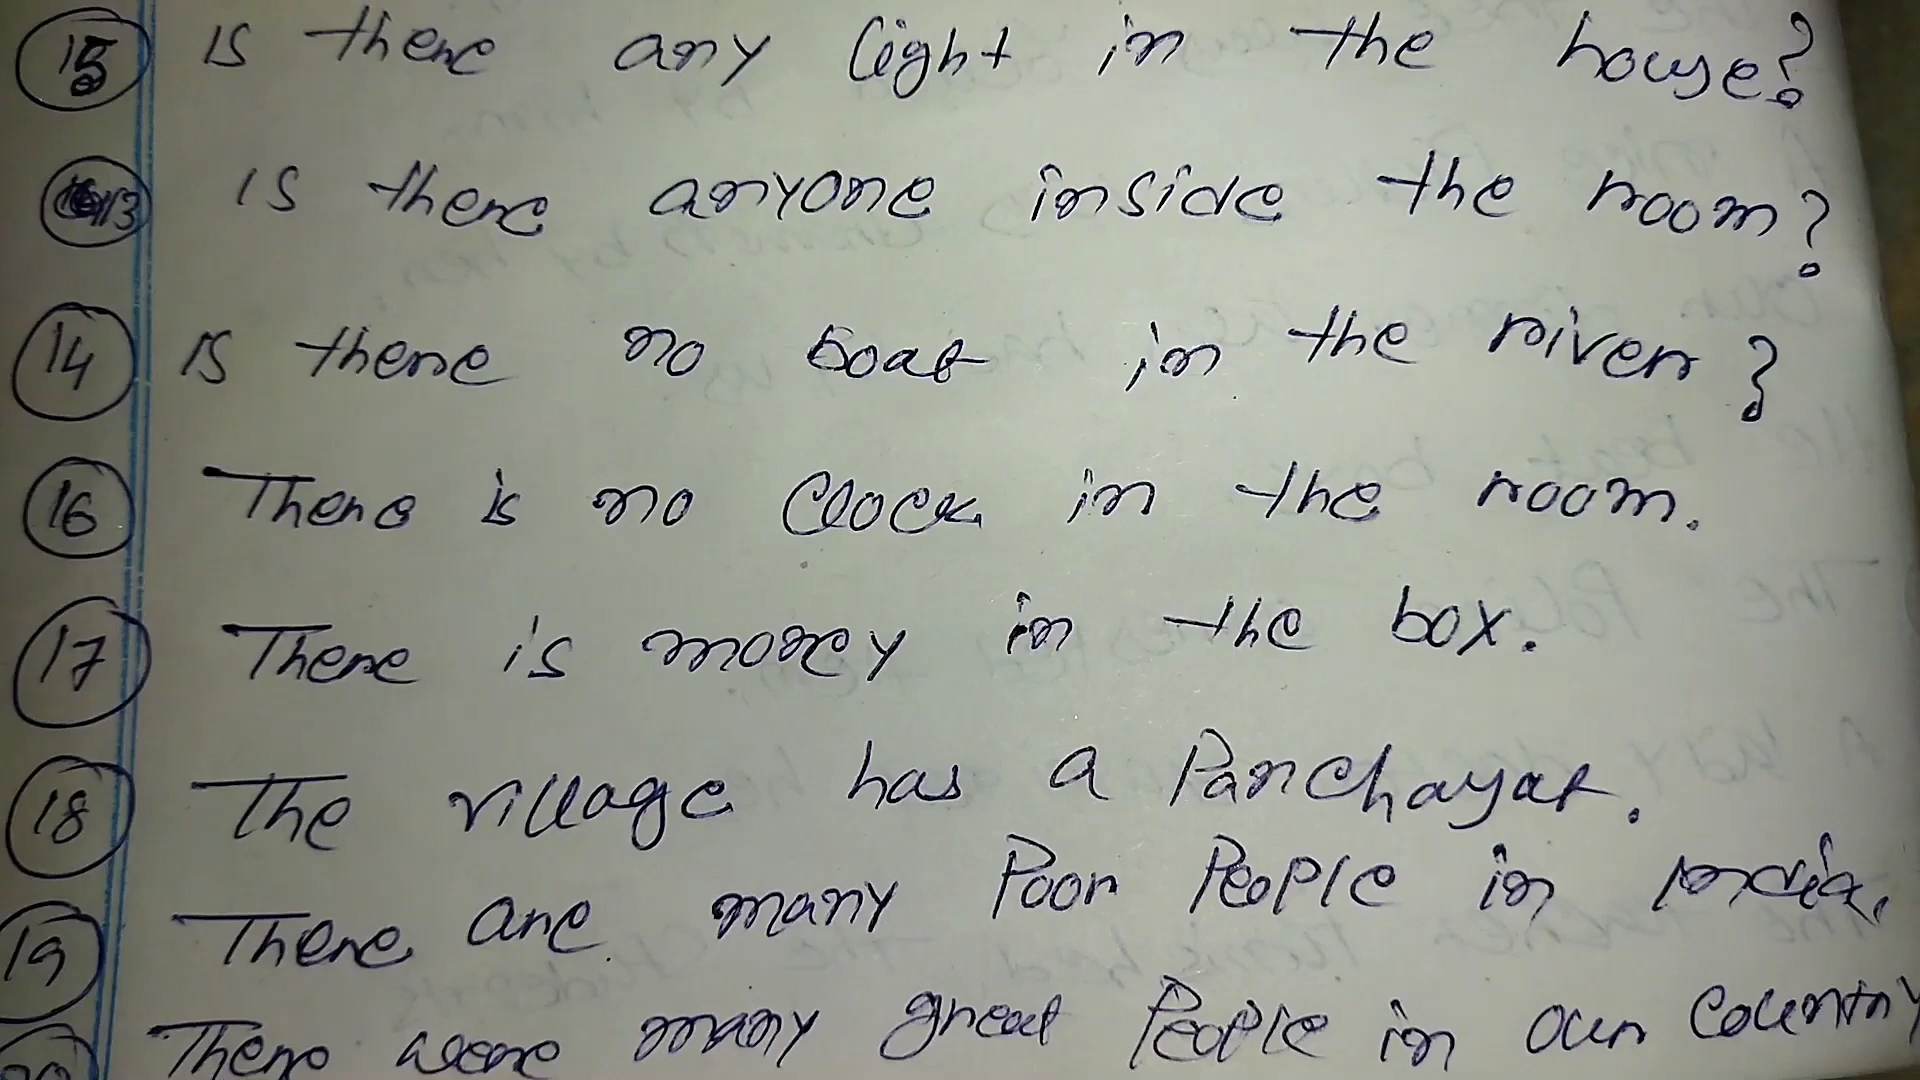 15 Is there any light in the house?
13 Is there anyone inside the room?
14 Is there no boat in the river?
16 There is no clock in the room.
17 There is money in the box.
18 The village has a Panchayat.
19 There are many Poor People in India.
20 There were many great People in our country